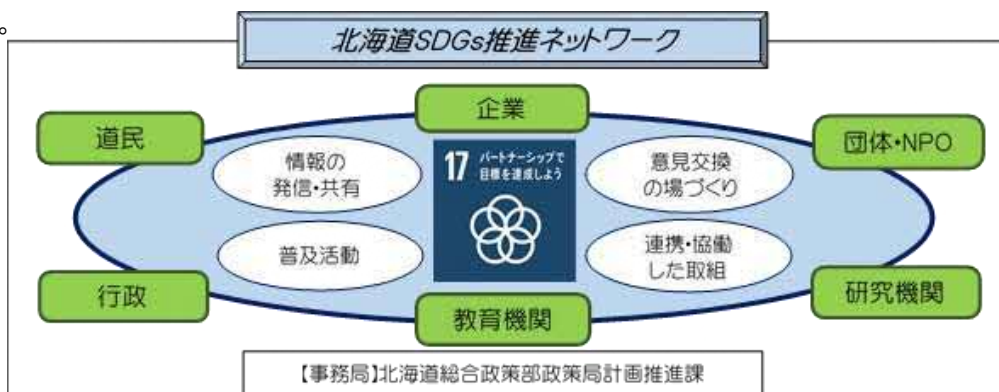 。
北海道SDGs推進ネットワーク
企業
道民
団体・NPO
情報の
発信・共有
17 パートナーシップで
目標を達成しよう
意見交換
の場づくり
普及活動
連携・協働
した取組
行政
教育機関
研究機関
【事務局】北海道総合政策部政策局計画推進課